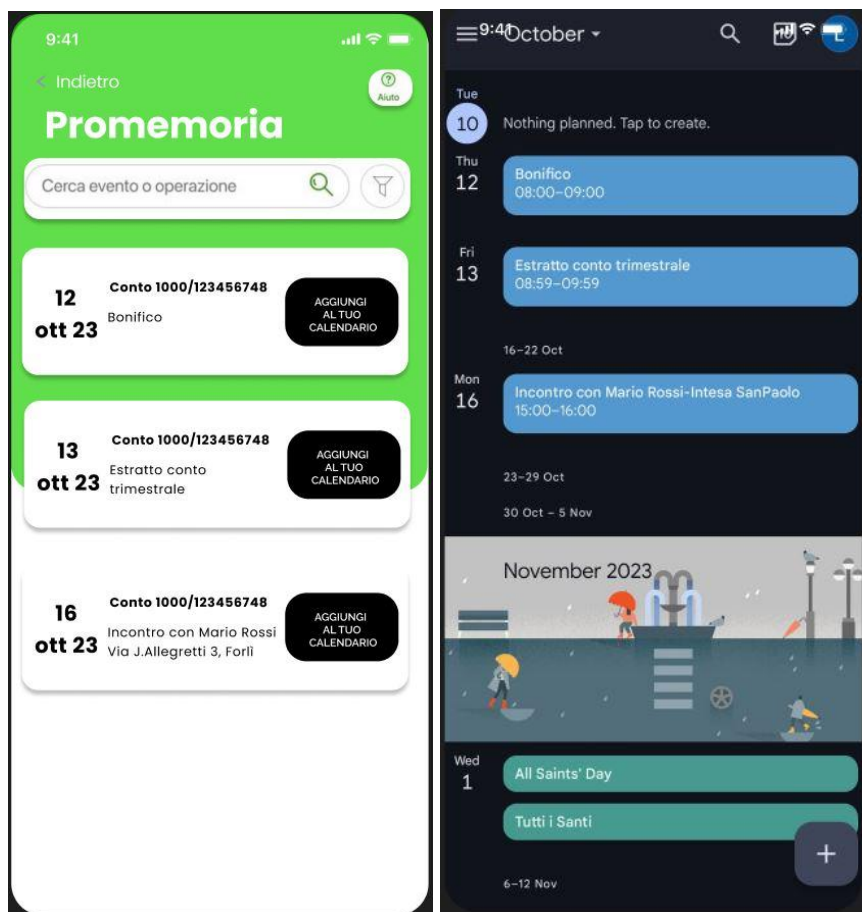 9:41
< Indietro
Aiuto
Promemoria
Cerca evento o operazione
12
ott 23
Conto 1000/123456748
Bonifico
AGGIUNGI
AL TUO
CALENDARIO
13
ott 23
Conto 1000/123456748
Estratto conto
trimestrale
AGGIUNGI
AL TUO
CALENDARIO
16
ott 23
Conto 1000/123456748
Incontro con Mario Rossi
Via J.Allegretti 3, Forlì
AGGIUNGI
AL TUO
CALENDARIO
9:41
October
Tue
10
Nothing planned. Tap to create.
Thu
12
Bonifico
08:00–09:00
Fri
13
Estratto conto trimestrale
08:59–09:59
16–22 Oct
Mon
16
Incontro con Mario Rossi-Intesa SanPaolo
15:00–16:00
23–29 Oct
30 Oct – 5 Nov
November 2023
Wed
1
All Saints' Day
Tutti i Santi
6–12 Nov